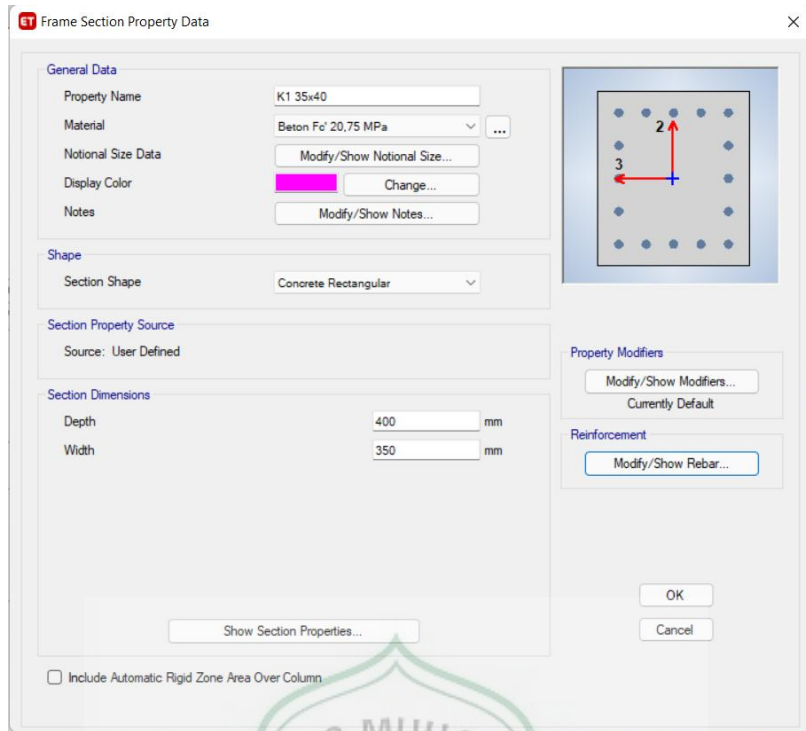 ET Frame Section Property Data
General Data
Property Name K1 35x40
Material Beton Fc' 20,75 MPa ...
Notional Size Data Modify/Show Notional Size...
Display Color Change...
Notes Modify/Show Notes...
Shape
Section Shape Concrete Rectangular
Section Property Source
Source: User Defined
Section Dimensions
Depth 400 mm
Width 350 mm
Show Section Properties...
Include Automatic Rigid Zone Area Over Column
2
3
Property Modifiers
Modify/Show Modifiers...
Currently Default
Reinforcement
Modify/Show Rebar...
OK
Cancel